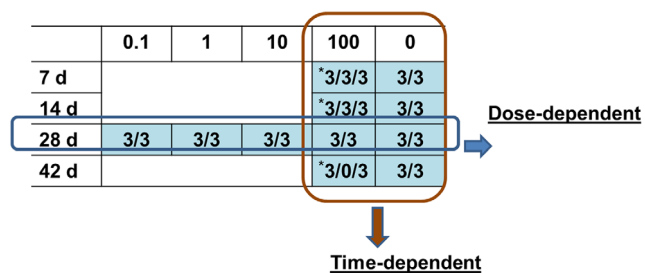 0.1 1 10 100 0
7 d *3/3/3 3/3
14 d *3/3/3 3/3
Dose-dependent
28 d 3/3 3/3 3/3 3/3 3/3
42 d *3/0/3 3/3
Time-dependent